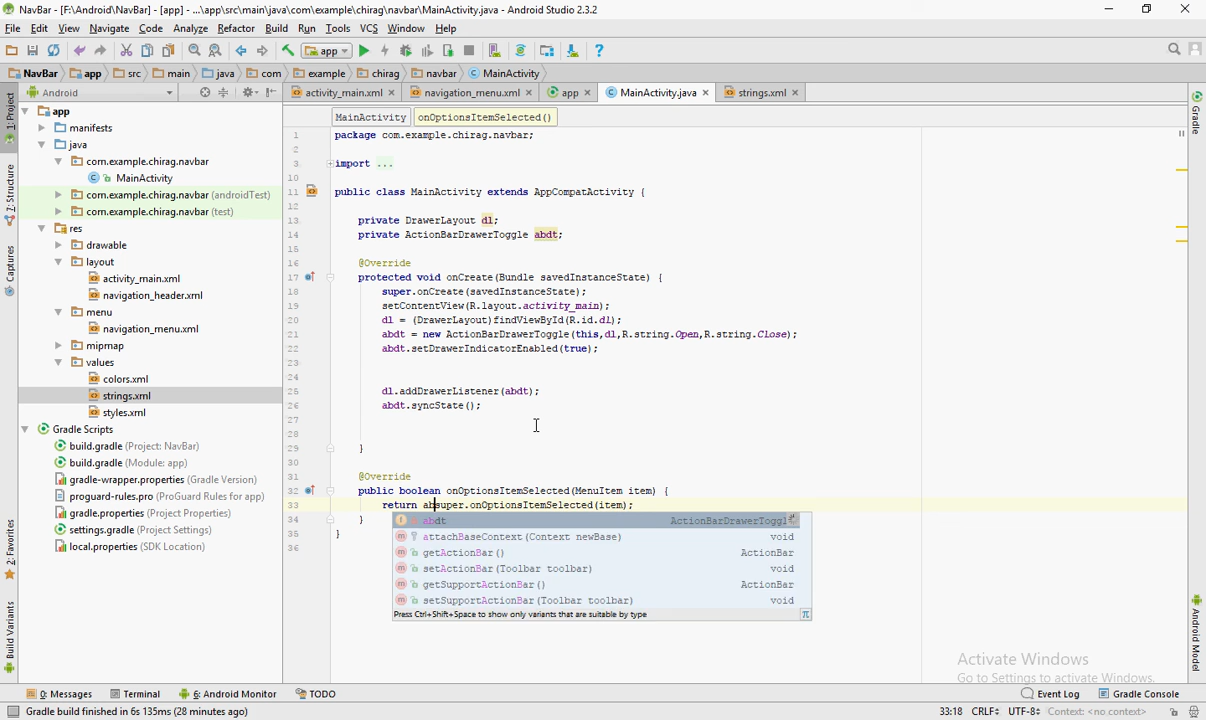 NavBar - [F:\Android\NavBar] - [app] - ...\app\src\main\java\com\example\chirag\navbar\MainActivity.java - Android Studio 2.3.2
File Edit View Navigate Code Analyze Refactor Build Run Tools VCS Window Help
app
NavBar app src main java com example chirag navbar MainActivity
Android
activity_main.xml navigation_menu.xml app MainActivity.java strings.xml
1: Project
Z: Structure
Captures
2: Favorites
Build Variants
app
manifests
java
com.example.chirag.navbar
MainActivity
com.example.chirag.navbar (androidTest)
com.example.chirag.navbar (test)
res
drawable
layout
activity_main.xml
navigation_header.xml
menu
navigation_menu.xml
mipmap
values
colors.xml
strings.xml
styles.xml
Gradle Scripts
build.gradle (Project: NavBar)
build.gradle (Module: app)
gradle-wrapper.properties (Gradle Version)
proguard-rules.pro (ProGuard Rules for app)
gradle.properties (Project Properties)
settings.gradle (Project Settings)
local.properties (SDK Location)
MainActivity onOptionsItemSelected()
1 package com.example.chirag.navbar;
2
3 import ...
10
11 public class MainActivity extends AppCompatActivity {
12
13 private DrawerLayout dl;
14 private ActionBarDrawerToggle abdt;
15
16 @Override
17 protected void onCreate(Bundle savedInstanceState) {
18 super.onCreate(savedInstanceState);
19 setContentView(R.layout.activity_main);
20 dl = (DrawerLayout)findViewById(R.id.dl);
21 abdt = new ActionBarDrawerToggle(this,dl,R.string.Open,R.string.Close);
22 abdt.setDrawerIndicatorEnabled(true);
23
24
25 dl.addDrawerListener(abdt);
26 abdt.syncState();
27
28
29 }
30
31 @Override
32 public boolean onOptionsItemSelected(MenuItem item) {
33 return absuper.onOptionsItemSelected(item);
34 }
35 }
36
abdt ActionBarDrawerToggl
attachBaseContext(Context newBase) void
getActionBar() ActionBar
setActionBar(Toolbar toolbar) void
getSupportActionBar() ActionBar
setSupportActionBar(Toolbar toolbar) void
Press Ctrl+Shift+Space to show only variants that are suitable by type π
Gradle
Android Model
Activate Windows
Go to Settings to activate Windows.
0: Messages Terminal 6: Android Monitor TODO Event Log Gradle Console
Gradle build finished in 6s 135ms (28 minutes ago) 33:18 CRLF UTF-8 Context: <no context>